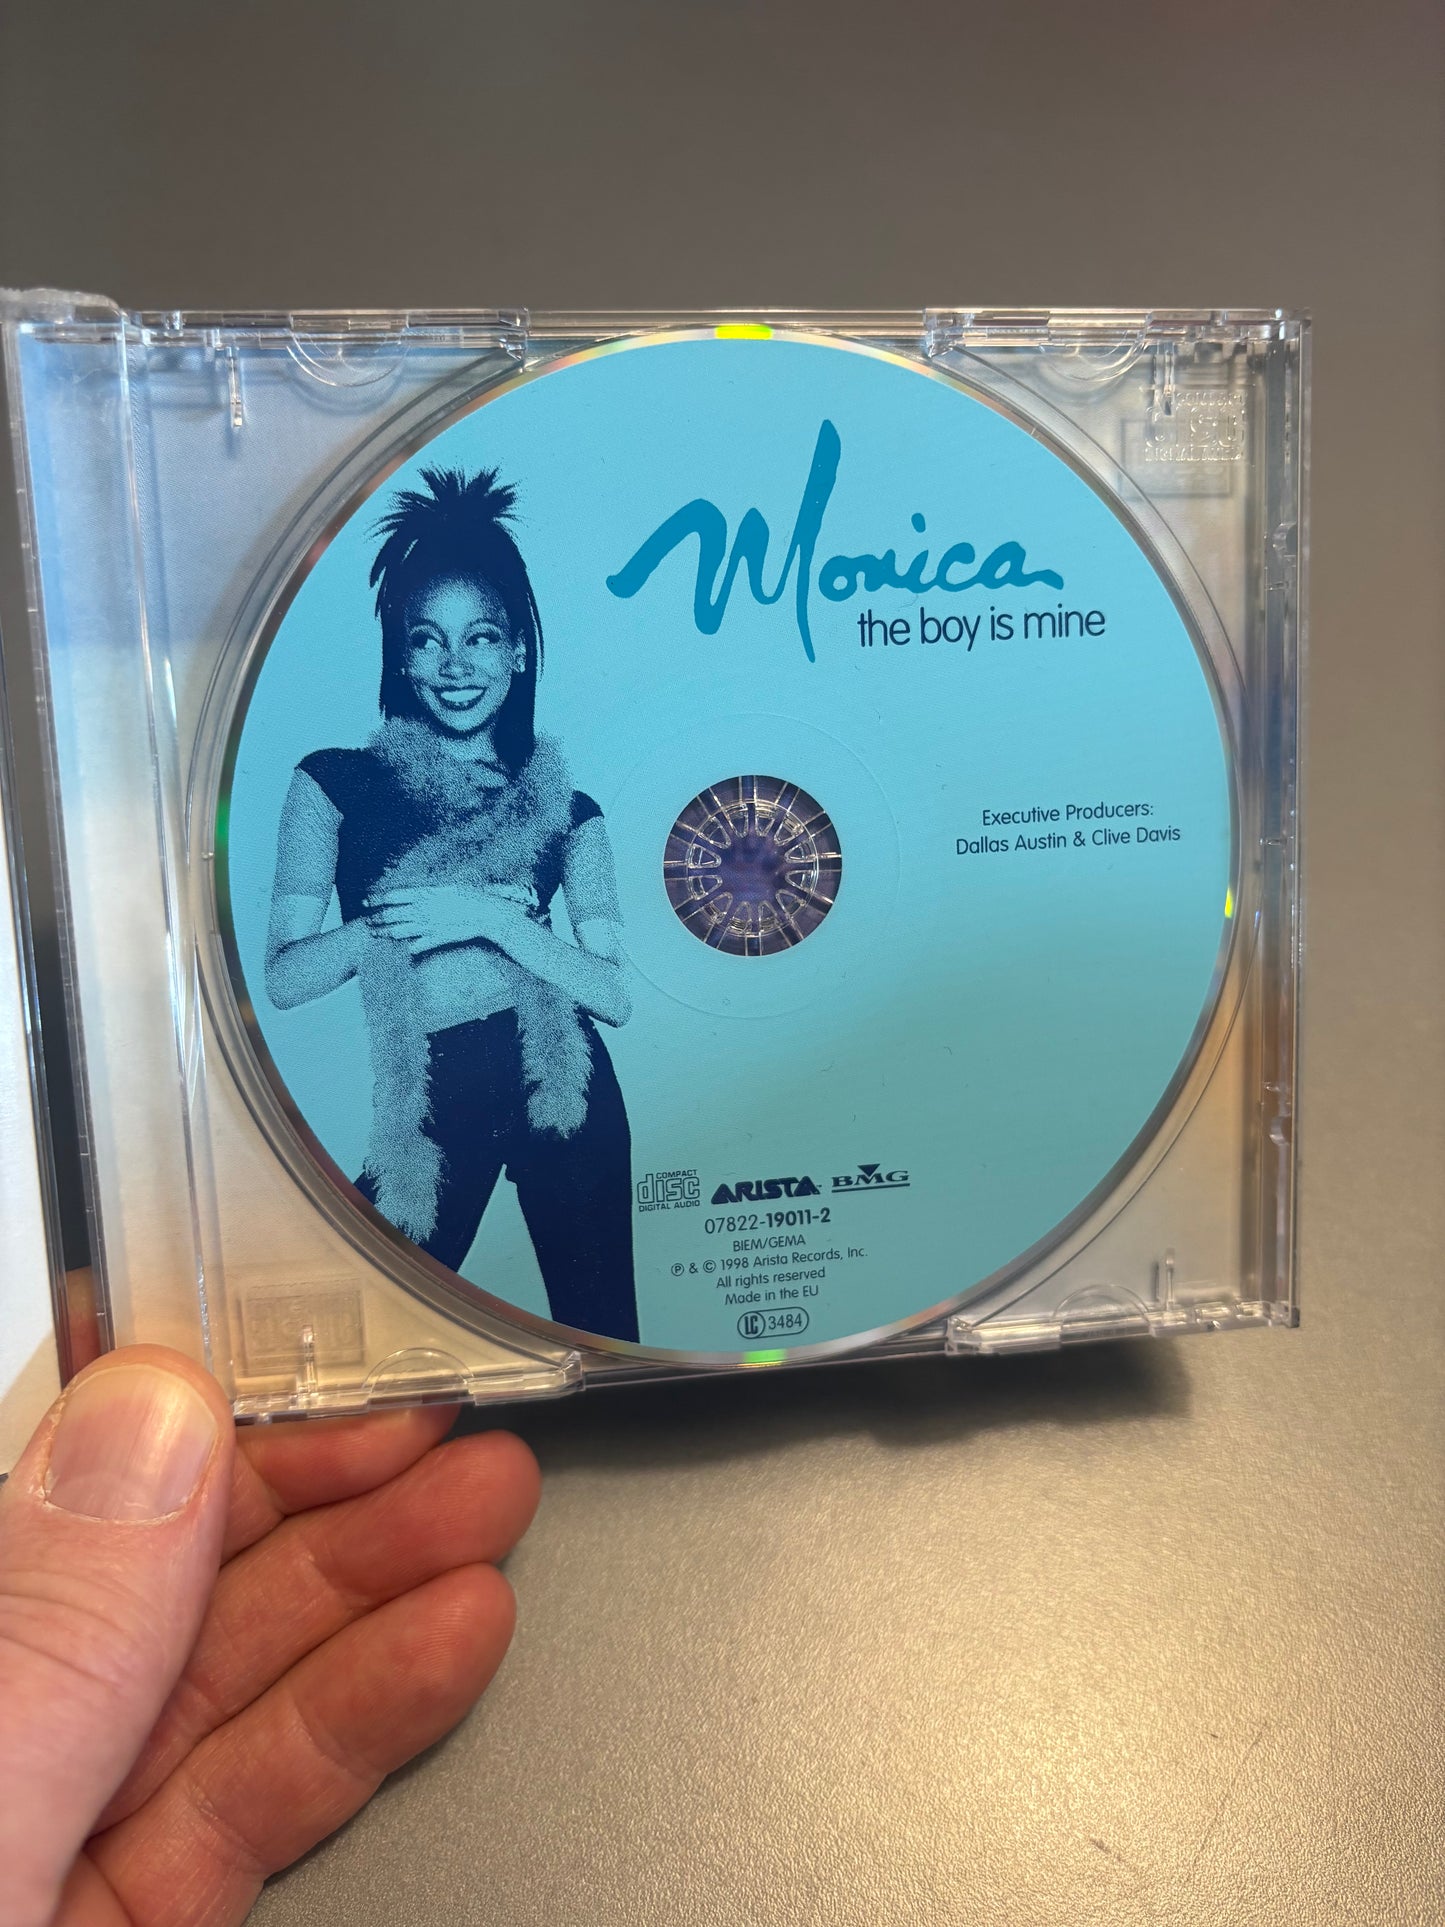 Monica
the boy is mine
Executive Producers:
Dallas Austin & Clive Davis
COMPACT
disc
DIGITAL AUDIO
ARISTA
BMG
07822-19011-2
BIEM/GEMA
℗ & © 1998 Arista Records, Inc.
All rights reserved
Made in the EU
LC 3484